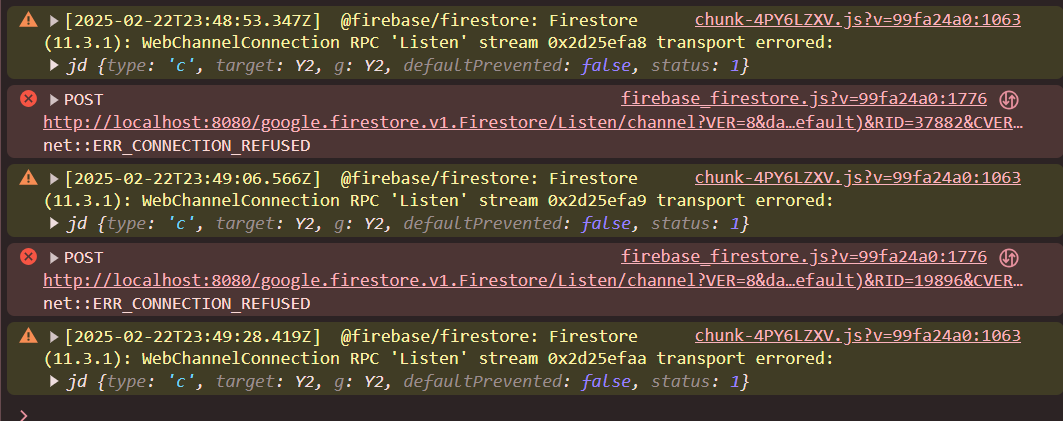 [2025-02-22T23:48:53.347Z]  @firebase/firestore: Firestore chunk-4PY6LZXV.js?v=99fa24a0:1063
(11.3.1): WebChannelConnection RPC 'Listen' stream 0x2d25efa8 transport errored:
jd {type: 'c', target: Y2, g: Y2, defaultPrevented: false, status: 1}
POST firebase_firestore.js?v=99fa24a0:1776
http://localhost:8080/google.firestore.v1.Firestore/Listen/channel?VER=8&da…efault)&RID=37882&CVER…
net::ERR_CONNECTION_REFUSED
[2025-02-22T23:49:06.566Z]  @firebase/firestore: Firestore chunk-4PY6LZXV.js?v=99fa24a0:1063
(11.3.1): WebChannelConnection RPC 'Listen' stream 0x2d25efa9 transport errored:
jd {type: 'c', target: Y2, g: Y2, defaultPrevented: false, status: 1}
POST firebase_firestore.js?v=99fa24a0:1776
http://localhost:8080/google.firestore.v1.Firestore/Listen/channel?VER=8&da…efault)&RID=19896&CVER…
net::ERR_CONNECTION_REFUSED
[2025-02-22T23:49:28.419Z]  @firebase/firestore: Firestore chunk-4PY6LZXV.js?v=99fa24a0:1063
(11.3.1): WebChannelConnection RPC 'Listen' stream 0x2d25efaa transport errored:
jd {type: 'c', target: Y2, g: Y2, defaultPrevented: false, status: 1}